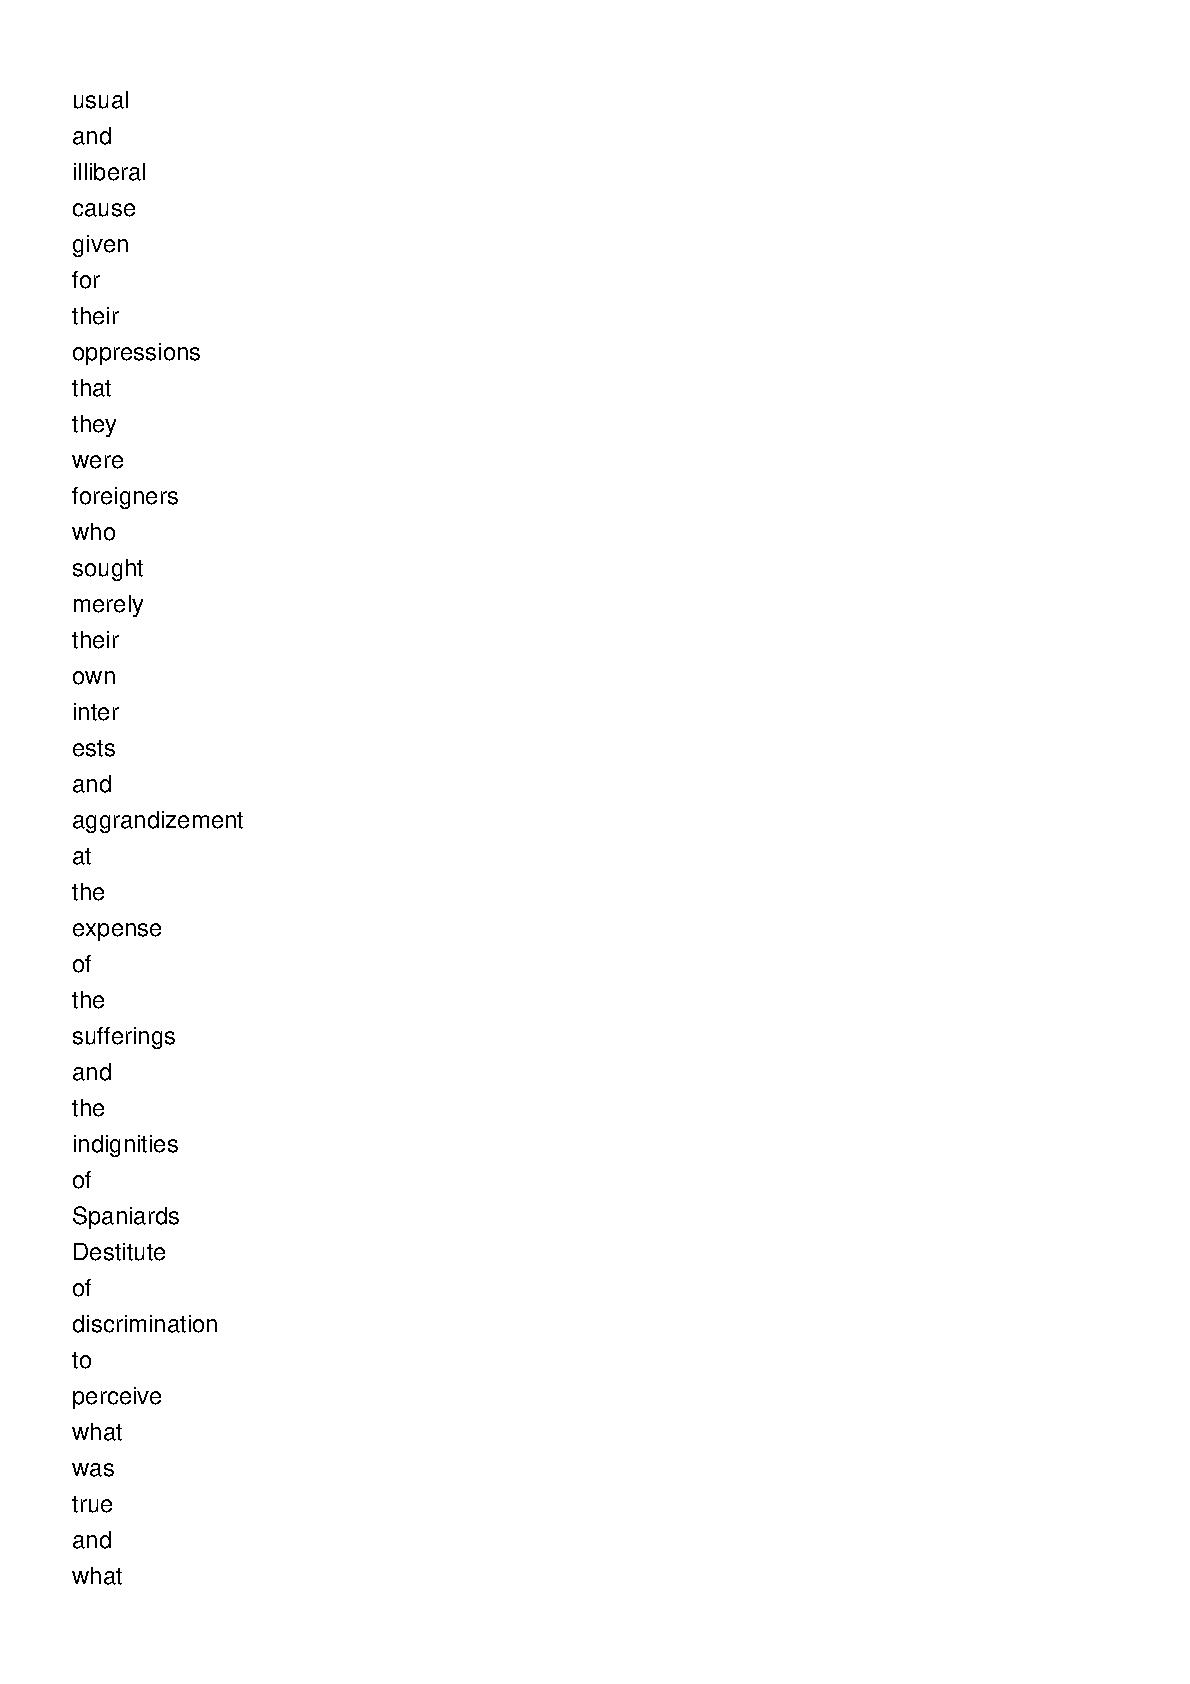 usual
and
illiberal
cause
given
for
their
oppressions
that
they
were
foreigners
who
sought
merely
their
own
inter
ests
and
aggrandizement
at
the
expense
of
the
sufferings
and
the
indignities
of
Spaniards
Destitute
of
discrimination
to
perceive
what
was
true
and
what